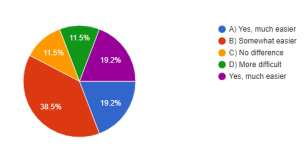 11.5%
11.5%
19.2%
38.5%
19.2%
A) Yes, much easier
B) Somewhat easier
C) No difference
D) More difficult
Yes, much easier